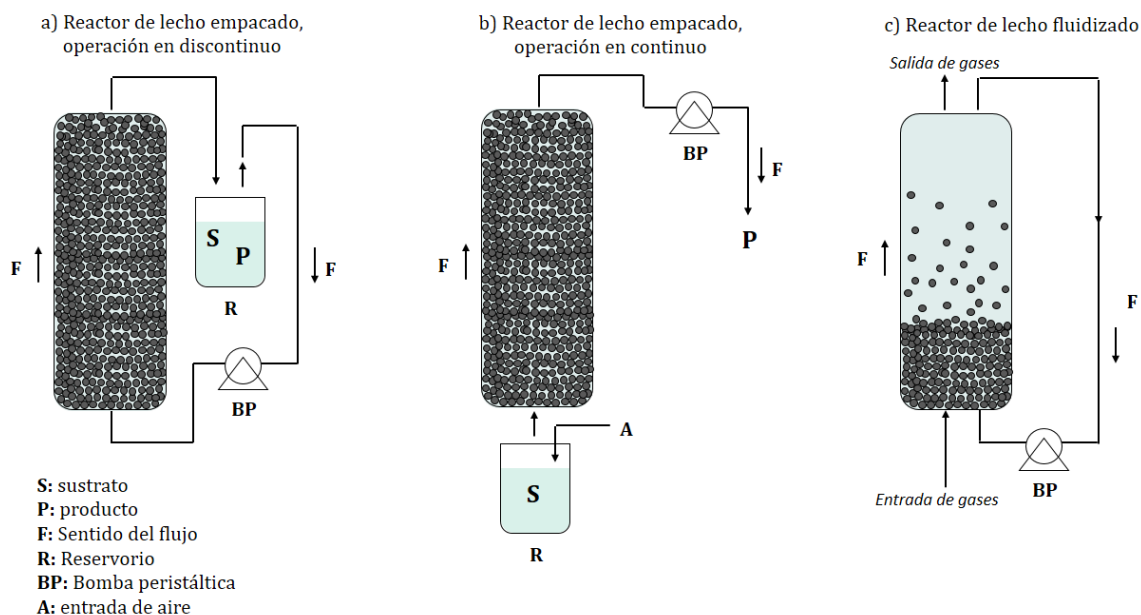 a) Reactor de lecho empacado,
operación en discontinuo
S
P
R
F
F
BP
b) Reactor de lecho empacado,
operación en continuo
BP
F
P
F
A
S
R
c) Reactor de lecho fluidizado
Salida de gases
F
F
Entrada de gases
BP
S: sustrato
P: producto
F: Sentido del flujo
R: Reservorio
BP: Bomba peristáltica
A: entrada de aire